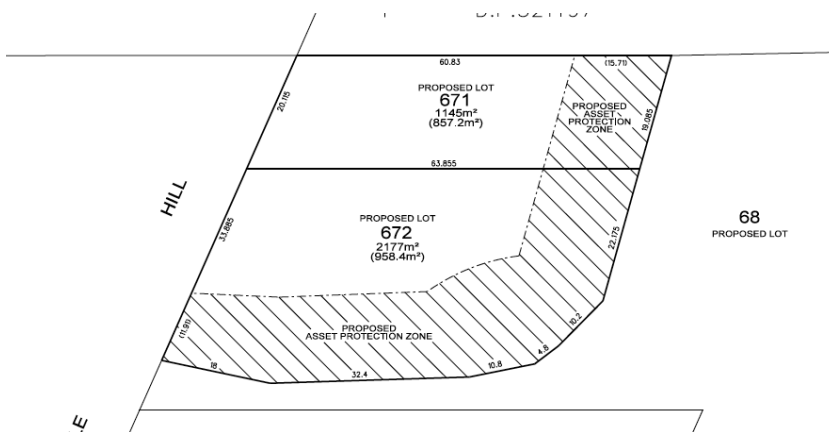 60.83
(15.71)
PROPOSED LOT
671
1145m²
(857.2m²)
20.115
PROPOSED
ASSET
PROTECTION
ZONE
19.085
63.855
HILL
33.885
PROPOSED LOT
672
2177m²
(958.4m²)
22.175
68
PROPOSED LOT
(11.91)
PROPOSED
ASSET PROTECTION ZONE
10.2
4.8
10.8
18
32.4
LE